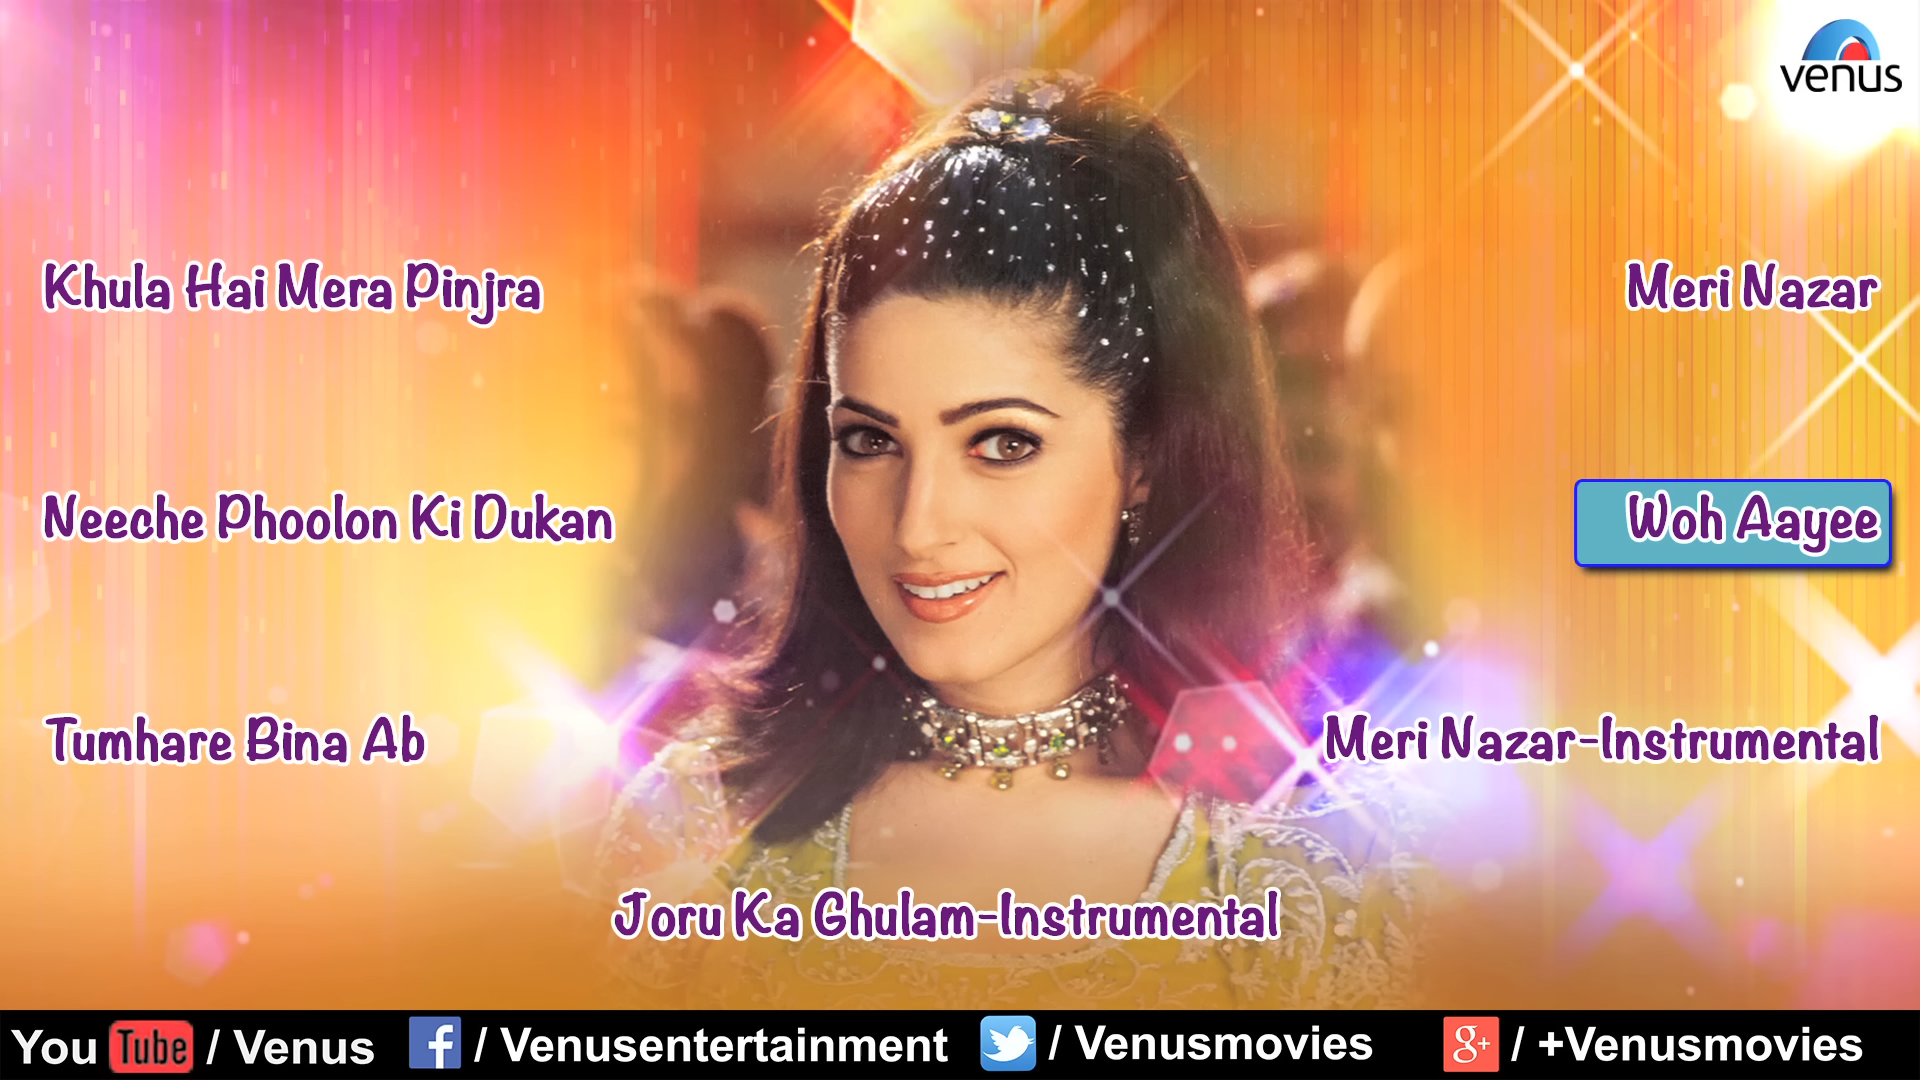 venus
Khula Hai Mera Pinjra
Meri Nazar
Neeche Phoolon Ki Dukan
Woh Aayee
Tumhare Bina Ab
Meri Nazar-Instrumental
Joru Ka Ghulam-Instrumental
You Tube / Venus f / Venusentertainment / Venusmovies g+ / +Venusmovies